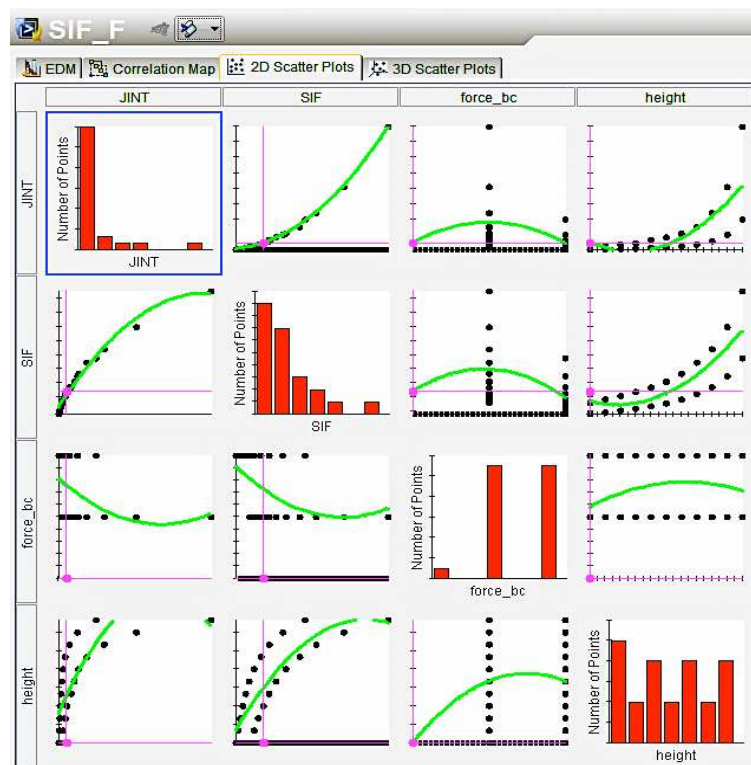 SIF_F
EDM Correlation Map 2D Scatter Plots 3D Scatter Plots
JINT SIF force_bc height
JINT
Number of Points
JINT
SIF
Number of Points
SIF
force_bc
Number of Points
force_bc
height
Number of Points
height